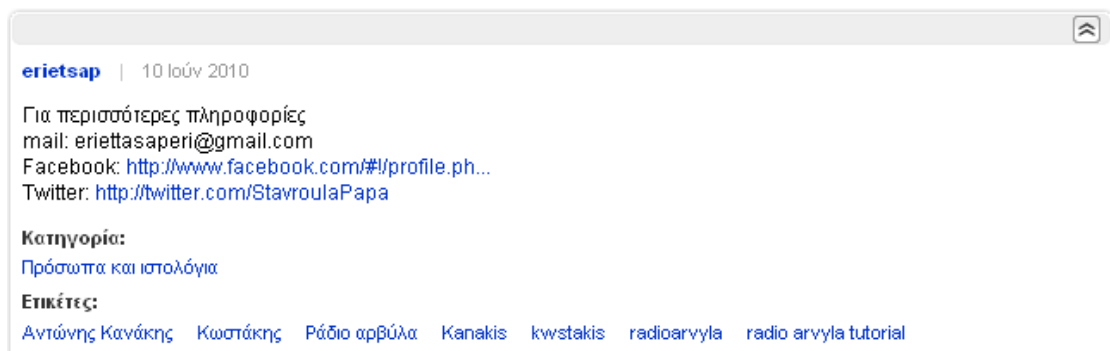 erietsap | 10 Ιούν 2010
Για περισσότερες πληροφορίες
mail: eriettasaperi@gmail.com
Facebook: http://www.facebook.com/#!/profile.ph...
Twitter: http://twitter.com/StavroulaPapa
Κατηγορία:
Πρόσωπα και ιστολόγια
Ετικέτες:
Αντώνης Κανάκης Κωστάκης Ράδιο αρβύλα Kanakis kwstakis radioarvyla radio arvyla tutorial